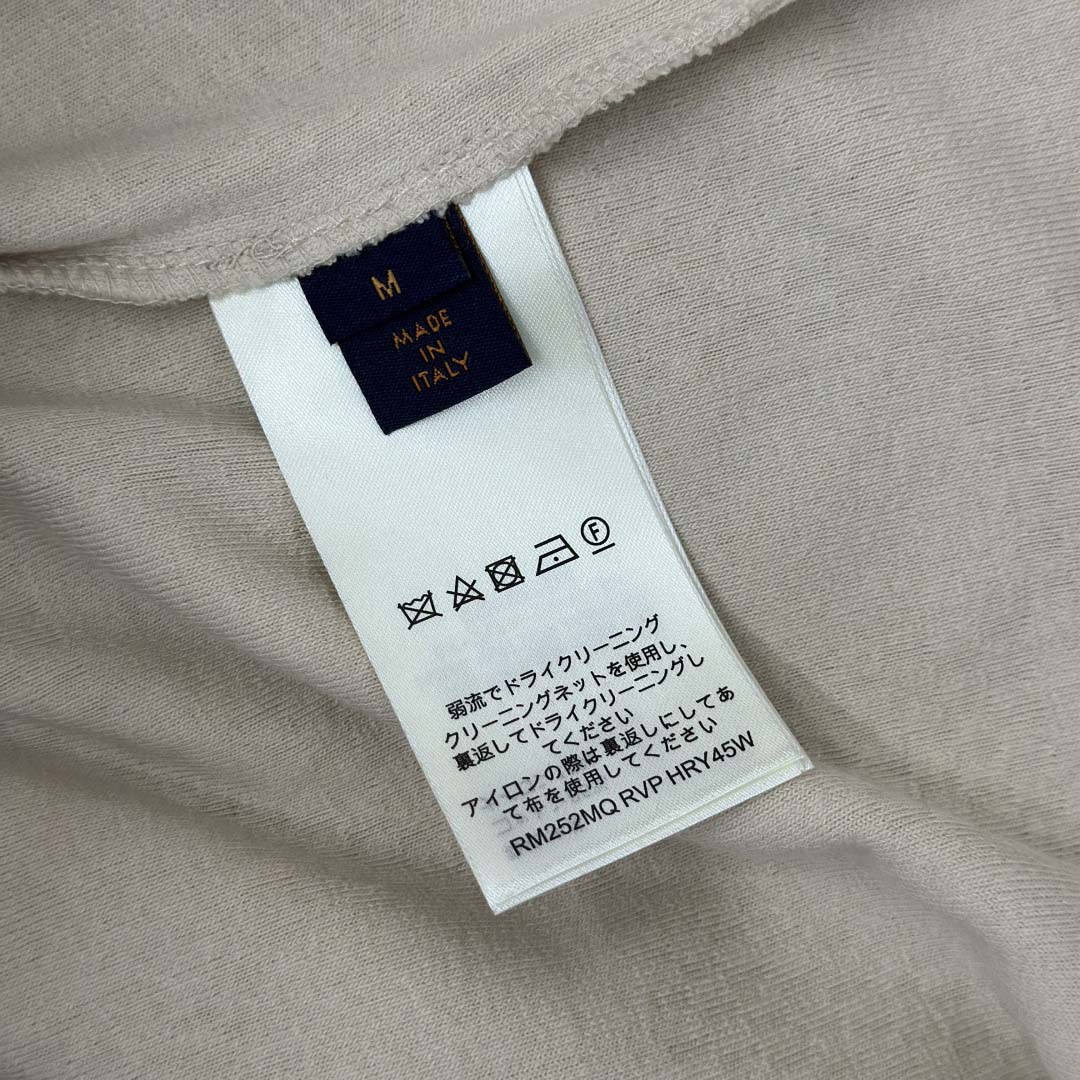 M
MADE
IN
ITALY
F
弱流でドライクリーニング
クリーニングネットを使用し、
裏返してドライクリーニングし
てください
アイロンの際は裏返しにしてあ
て布を使用してください
RM252MQ RVP HRY45W